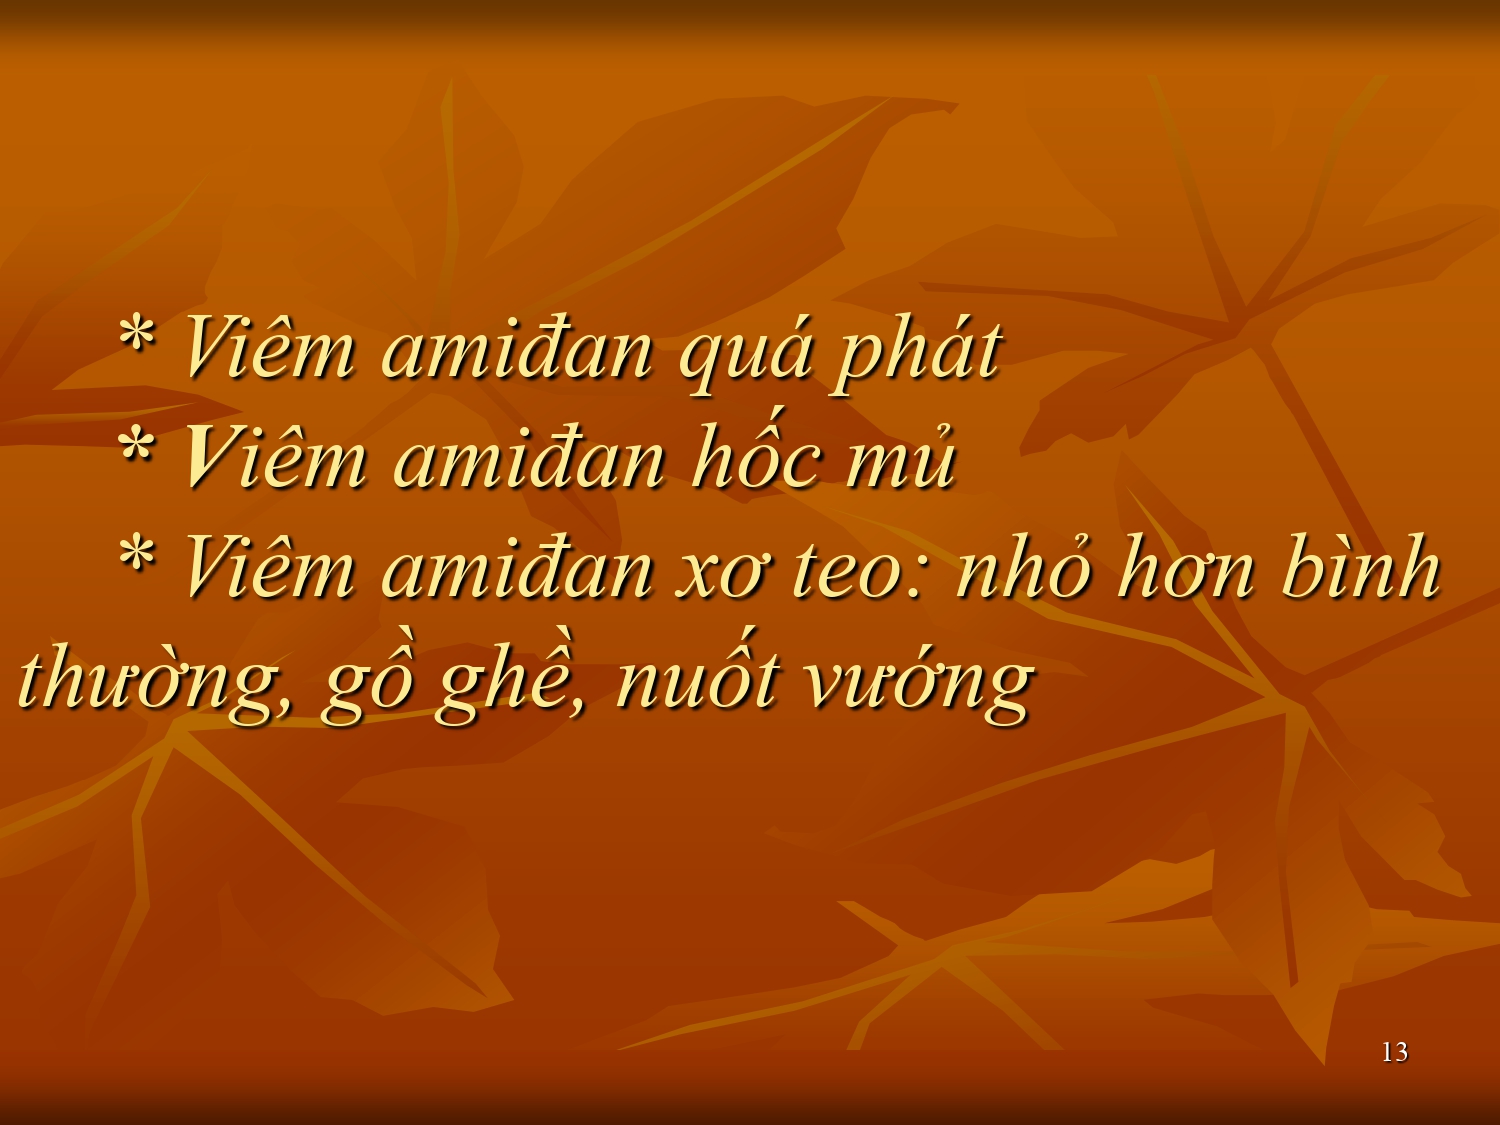 * Viêm amiđan quá phát
* Viêm amiđan hốc mủ
* Viêm amiđan xơ teo: nhỏ hơn bình
thường, gồ ghề, nuốt vướng
13